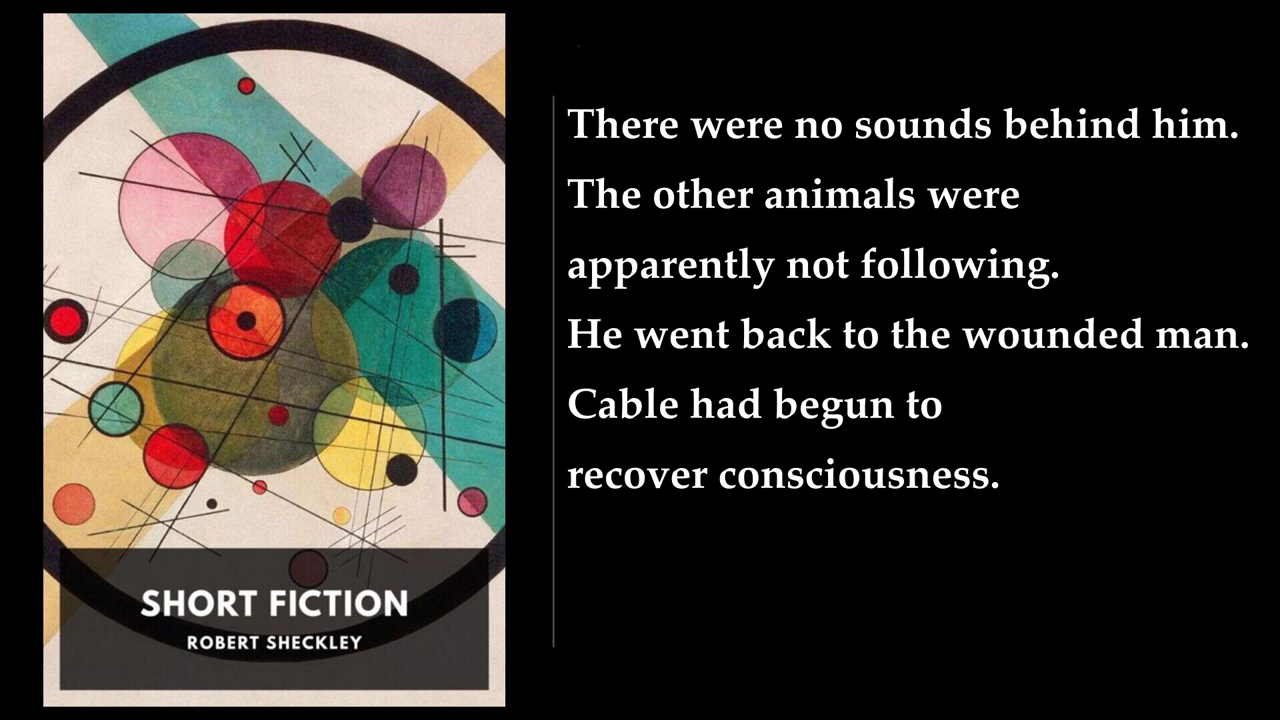 There were no sounds behind him.
The other animals were
apparently not following.
He went back to the wounded man.
Cable had begun to
recover consciousness.
SHORT FICTION
ROBERT SHECKLEY